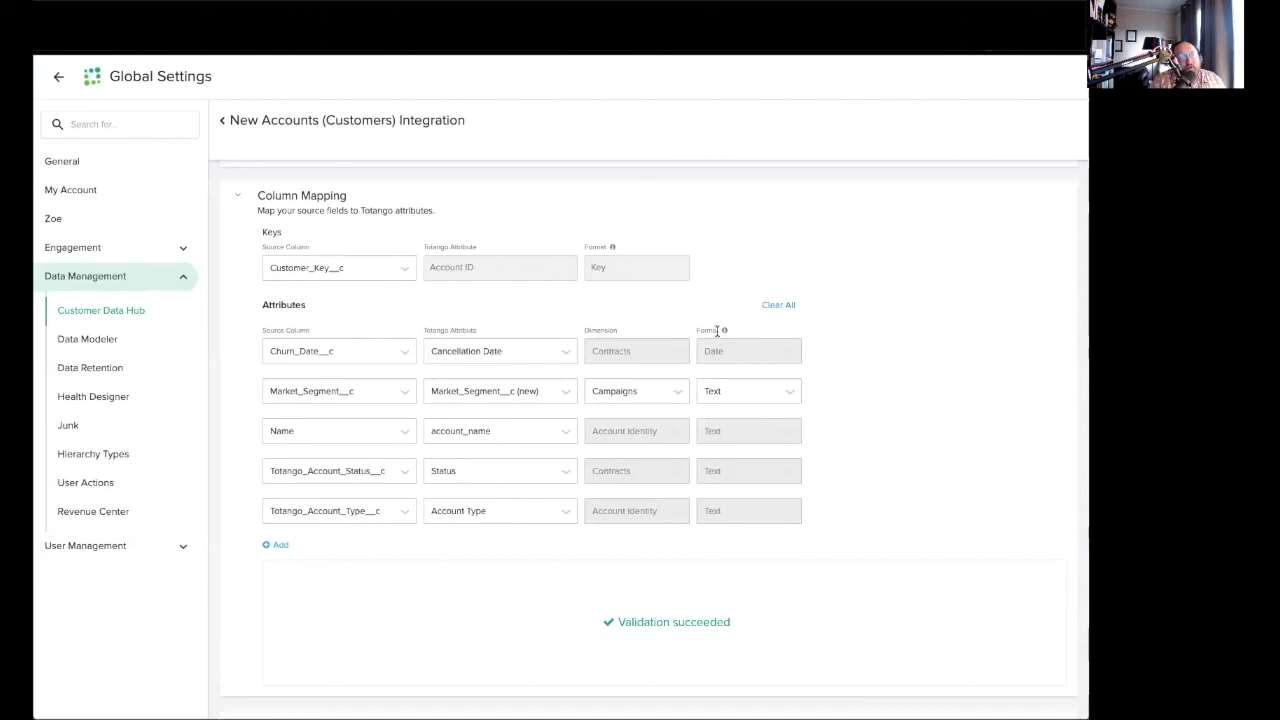 Global Settings
Search for...
General
My Account
Zoe
Engagement
Data Management
Customer Data Hub
Data Modeler
Data Retention
Health Designer
Junk
Hierarchy Types
User Actions
Revenue Center
User Management
New Accounts (Customers) Integration
Column Mapping
Map your source fields to Totango attributes.
Keys
Source Column Totango Attribute Format
Customer_Key__c Account ID Key
Attributes Clear All
Source Column Totango Attribute Dimension Format
Churn_Date__c Cancellation Date Contracts Date
Market_Segment__c Market_Segment__c (new) Campaigns Text
Name account_name Account Identity Text
Totango_Account_Status__c Status Contracts Text
Totango_Account_Type__c Account Type Account Identity Text
Add
Validation succeeded